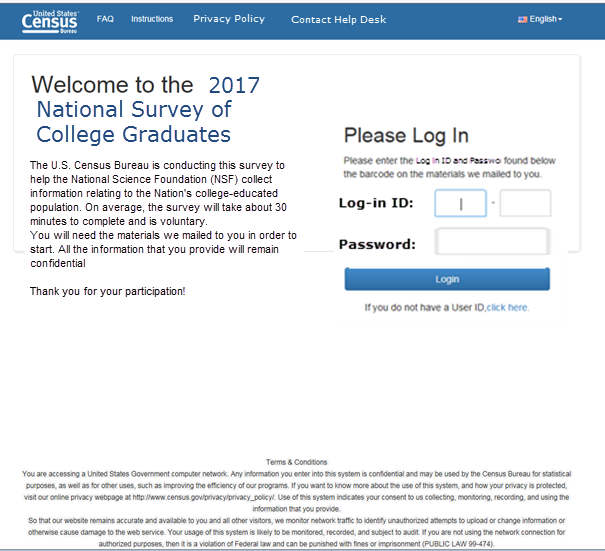 United States
Census
Bureau
FAQ Instructions Privacy Policy Contact Help Desk English
Welcome to the 2017
National Survey of
College Graduates
The U.S. Census Bureau is conducting this survey to
help the National Science Foundation (NSF) collect
information relating to the Nation's college-educated
population. On average, the survey will take about 30
minutes to complete and is voluntary.
You will need the materials we mailed to you in order to
start. All the information that you provide will remain
confidential
Thank you for your participation!
Please Log In
Please enter the Log in ID and Passwo found below
the barcode on the materials we mailed to you.
Log-in ID: -
Password:
Login
If you do not have a User ID,click here.
Terms & Conditions
You are accessing a United States Government computer network. Any information you enter into this system is confidential and may be used by the Census Bureau for statistical
purposes, as well as for other uses, such as improving the efficiency of our programs. If you want to know more about the use of this system, and how your privacy is protected,
visit our online privacy webpage at http://www.census.gov/privacy/privacy_policy/. Use of this system indicates your consent to us collecting, monitoring, recording, and using the
information that you provide.
So that our website remains accurate and available to you and all other visitors, we monitor network traffic to identify unauthorized attempts to upload or change information or
otherwise cause damage to the web service. Your usage of this system is likely to be monitored, recorded, and subject to audit. If you are not using the network connection for
authorized purposes, then it is a violation of Federal law and can be punished with fines or imprisonment (PUBLIC LAW 99-474).